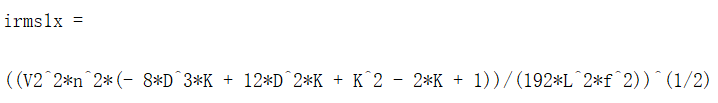 irmslx =
((V2^2*n^2*(- 8*D^3*K + 12*D^2*K + K^2 - 2*K + 1))/(192*L^2*f^2))^(1/2)